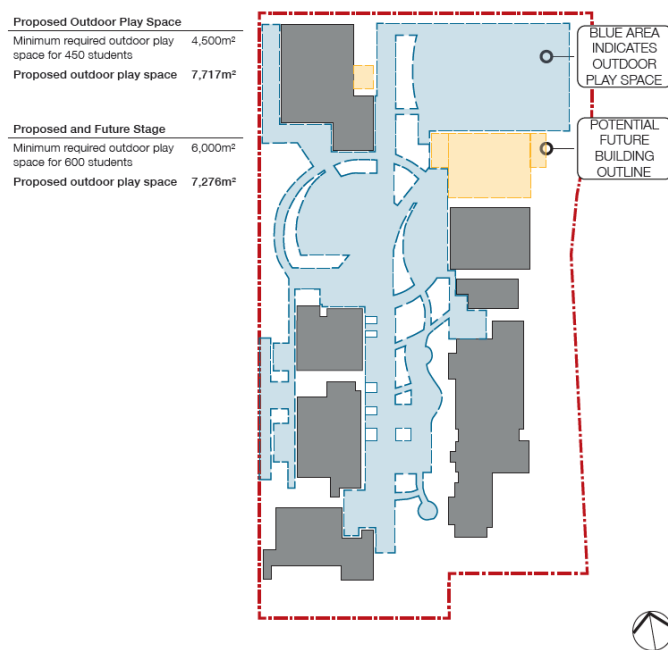 Proposed Outdoor Play Space
Minimum required outdoor play 4,500m²
space for 450 students
Proposed outdoor play space 7,717m²
Proposed and Future Stage
Minimum required outdoor play 6,000m²
space for 600 students
Proposed outdoor play space 7,276m²
BLUE AREA
INDICATES
OUTDOOR
PLAY SPACE
POTENTIAL
FUTURE
BUILDING
OUTLINE